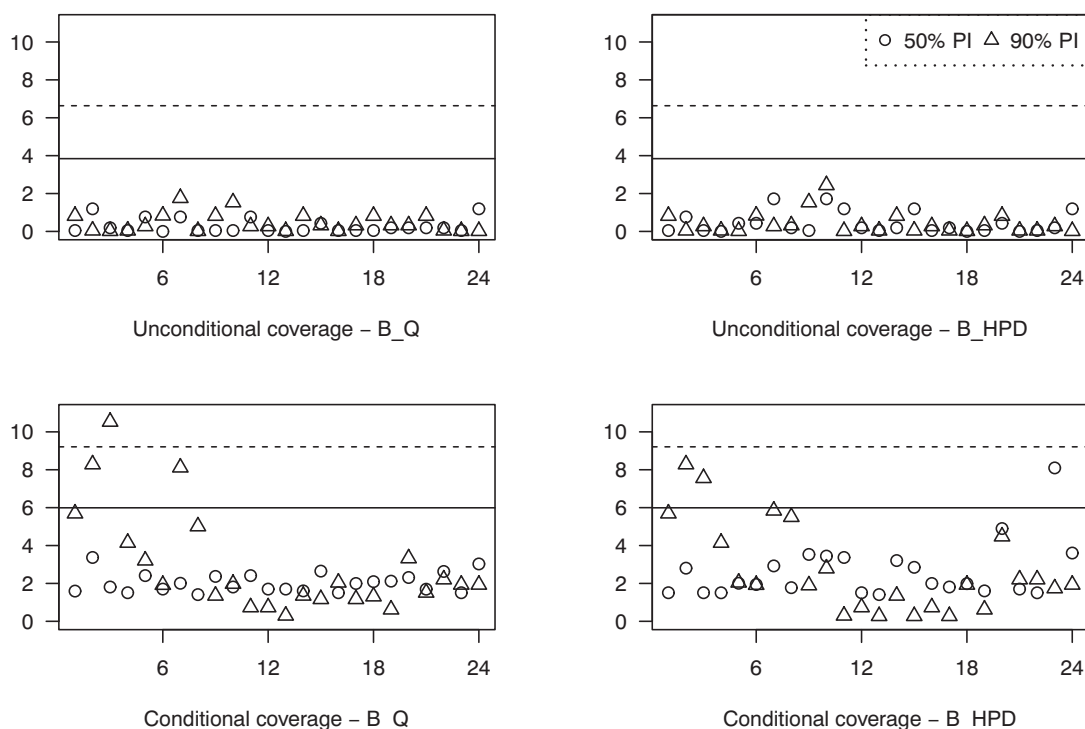 10
8
6
4
2
0
6 12 18 24
Unconditional coverage – B_Q
10
8
6
4
2
0
50% PI 90% PI
6 12 18 24
Unconditional coverage – B_HPD
10
8
6
4
2
0
6 12 18 24
Conditional coverage – B Q
10
8
6
4
2
0
6 12 18 24
Conditional coverage – B HPD